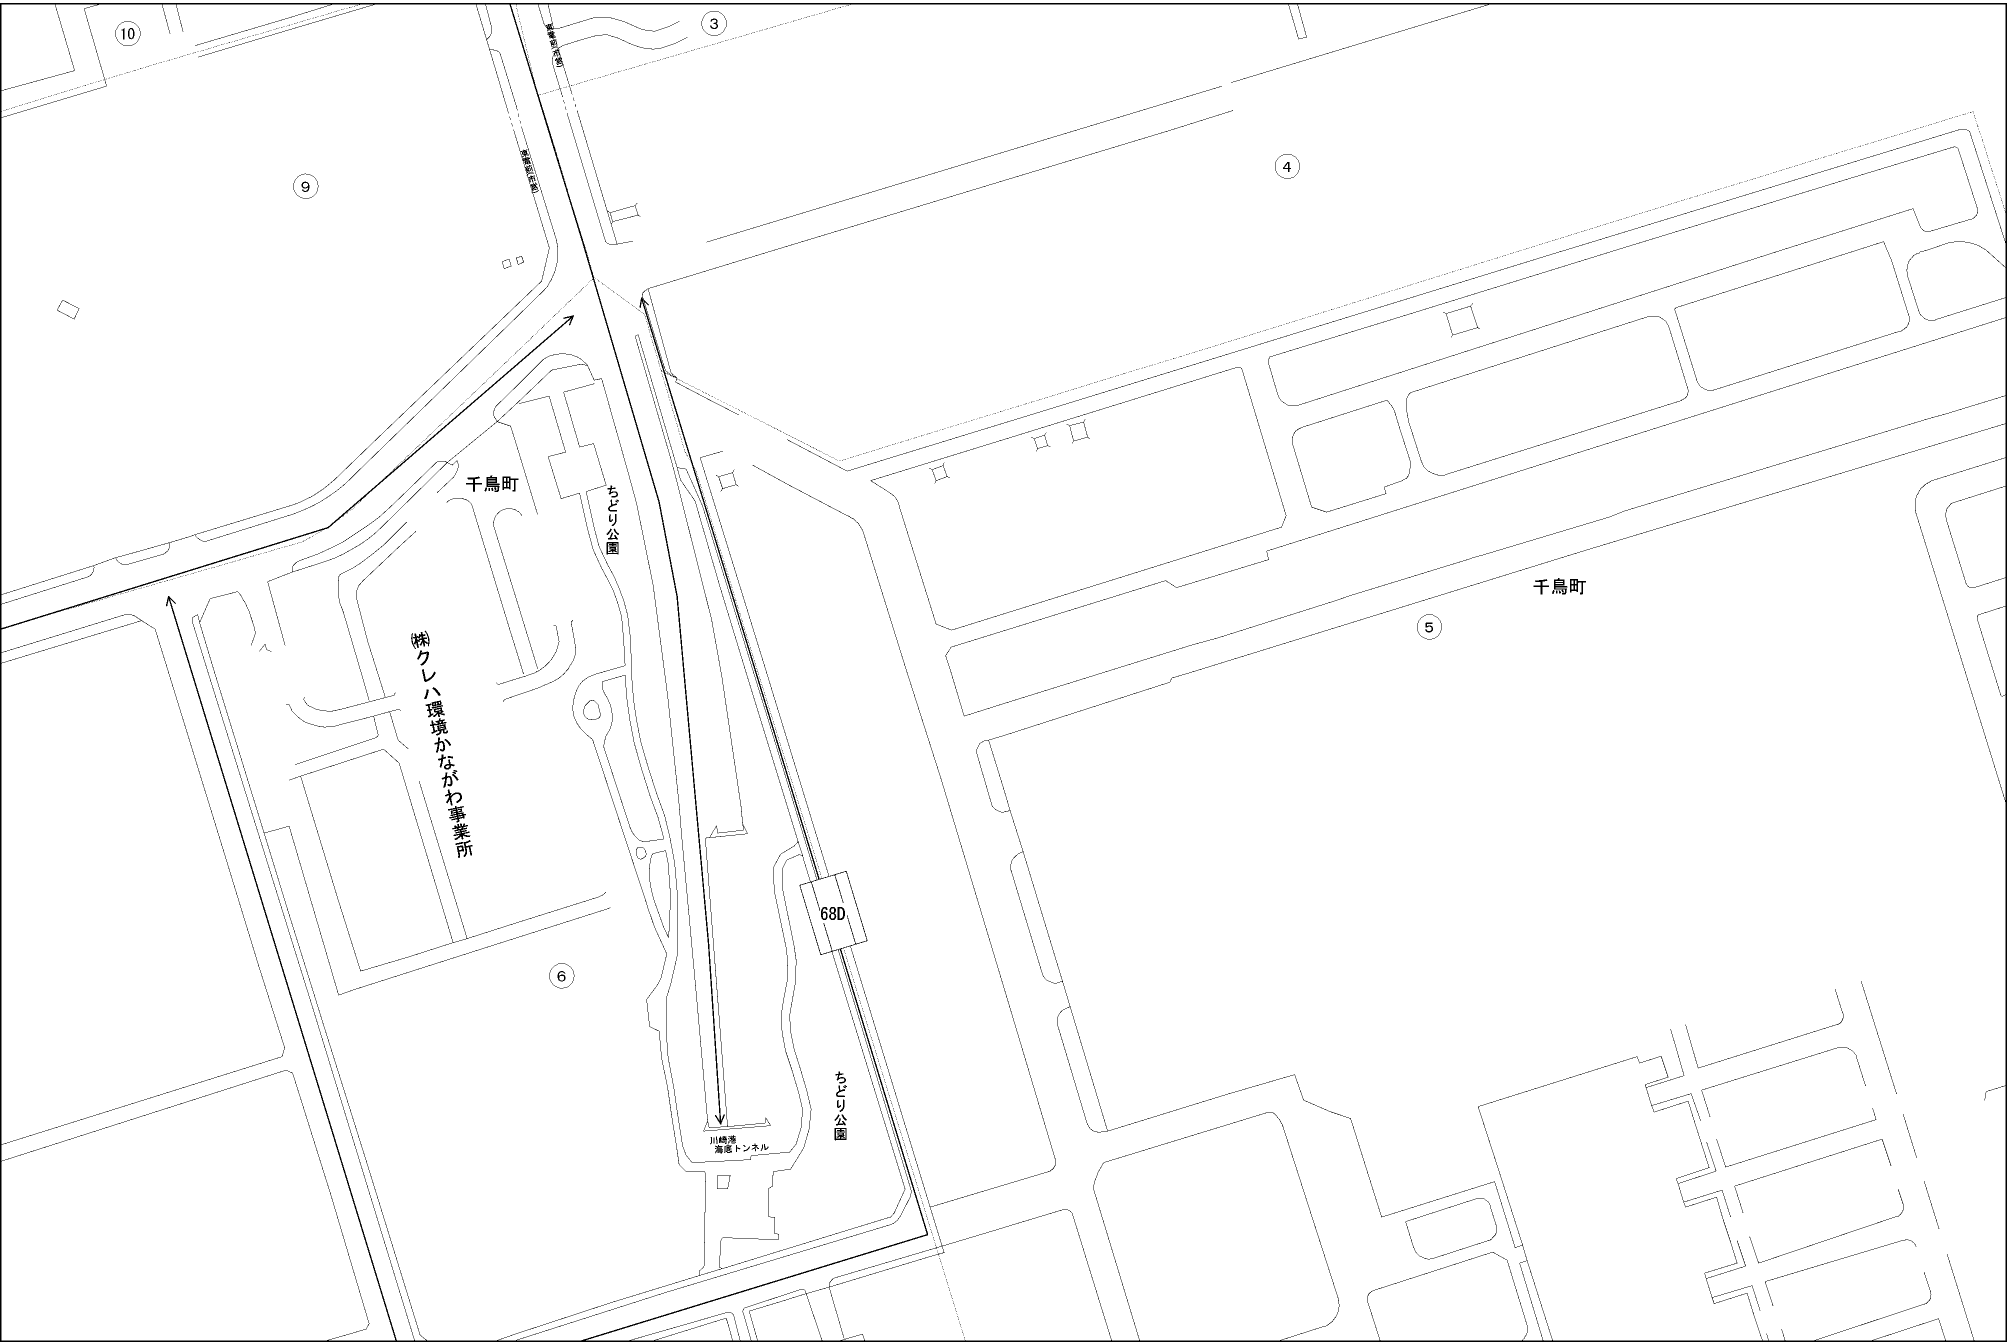 ⑩
③
④
⑨
千鳥町
ちどり公園
千鳥町
⑤
㈱クレハ環境かながわ事業所
68D
⑥
ちどり公園
川崎港
海底トンネル